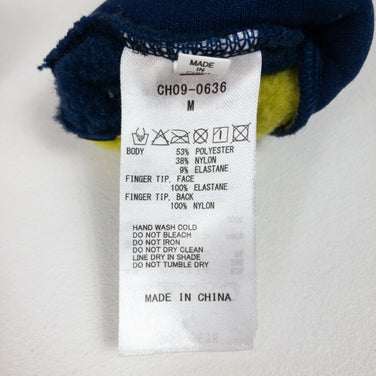 MADE IN
CHINA
CH09-0636
M
BODY 53% POLYESTER
38% NYLON
9% ELASTANE
FINGER TIP, FACE
100% ELASTANE
FINGER TIP, BACK
100% NYLON
HAND WASH COLD
DO NOT BLEACH
DO NOT IRON
DO NOT DRY CLEAN
LINE DRY IN SHADE
DO NOT TUMBLE DRY
MADE IN CHINA